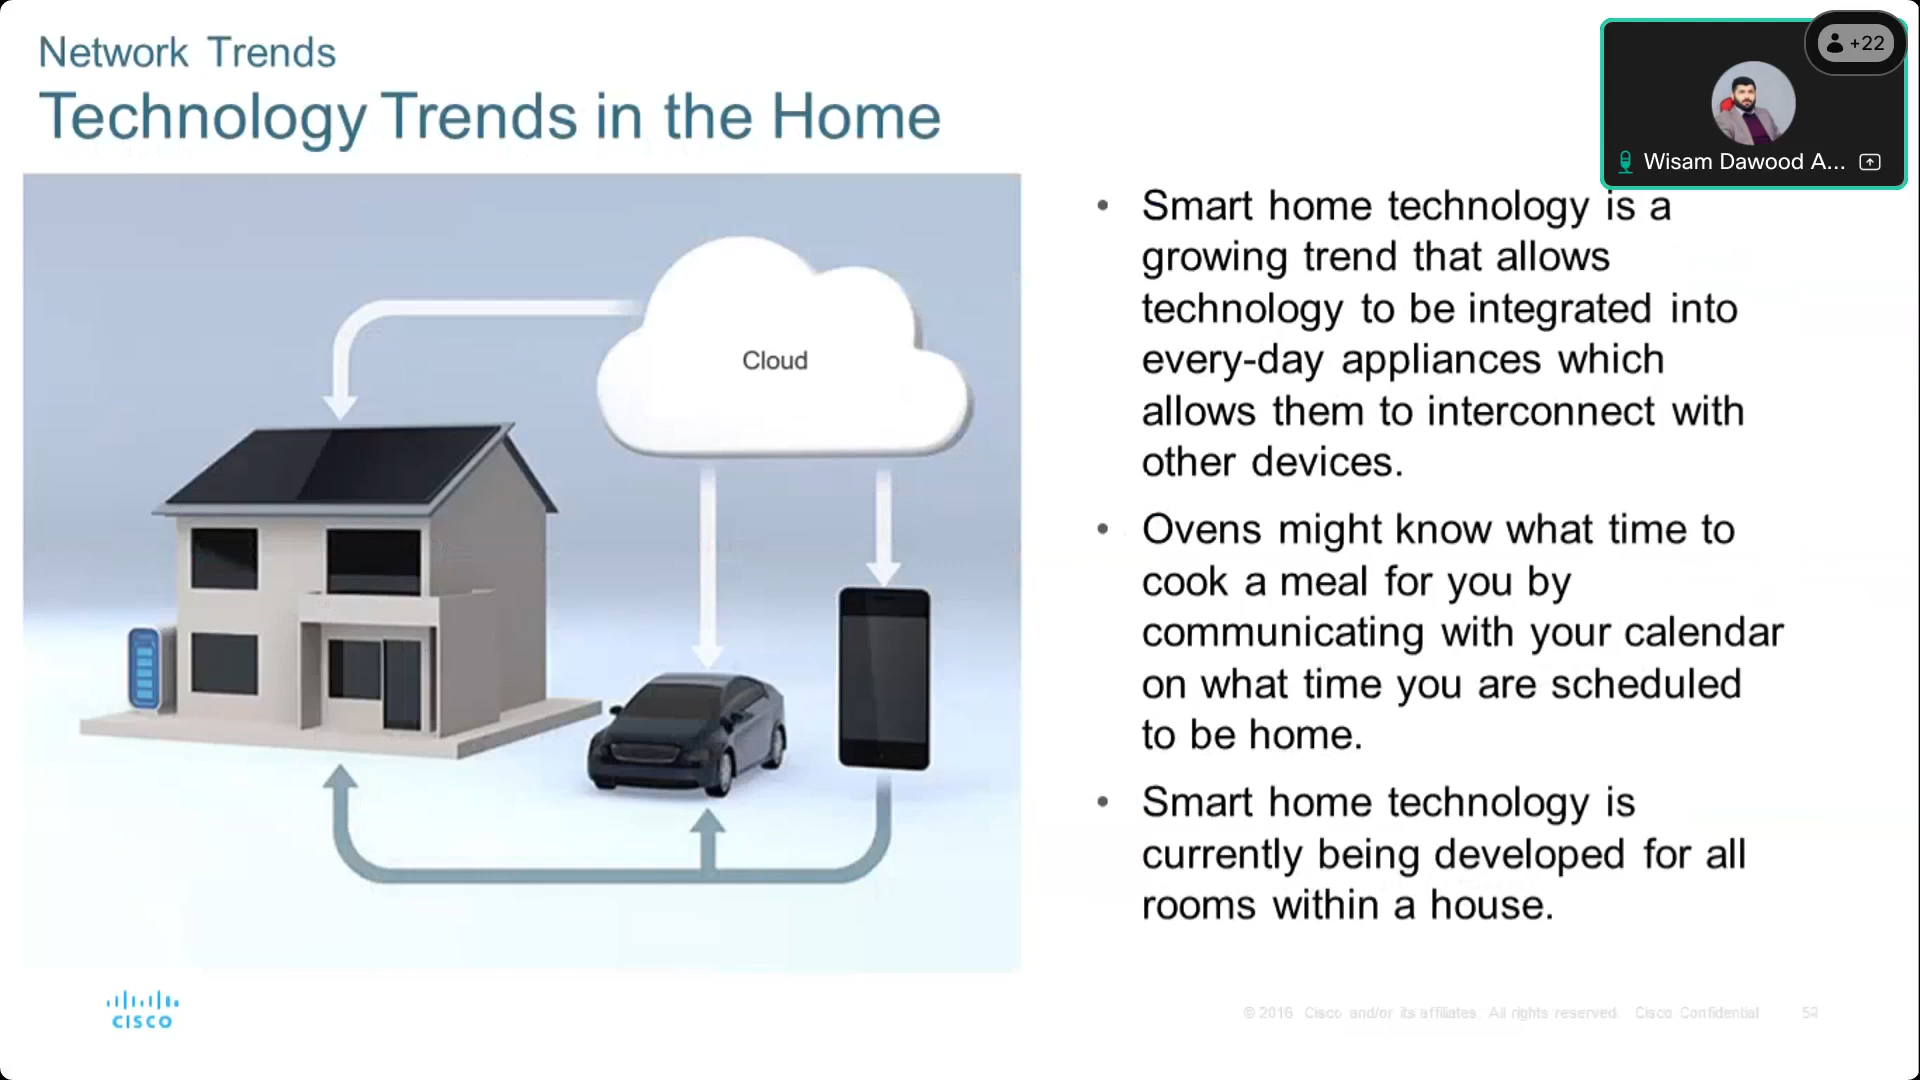 Network Trends
Technology Trends in the Home
+22
Wisam Dawood A...
Cloud
• Smart home technology is a
growing trend that allows
technology to be integrated into
every-day appliances which
allows them to interconnect with
other devices.
• Ovens might know what time to
cook a meal for you by
communicating with your calendar
on what time you are scheduled
to be home.
• Smart home technology is
currently being developed for all
rooms within a house.
CISCO
© 2016 Cisco and/or its affiliates. All rights reserved. Cisco Confidential